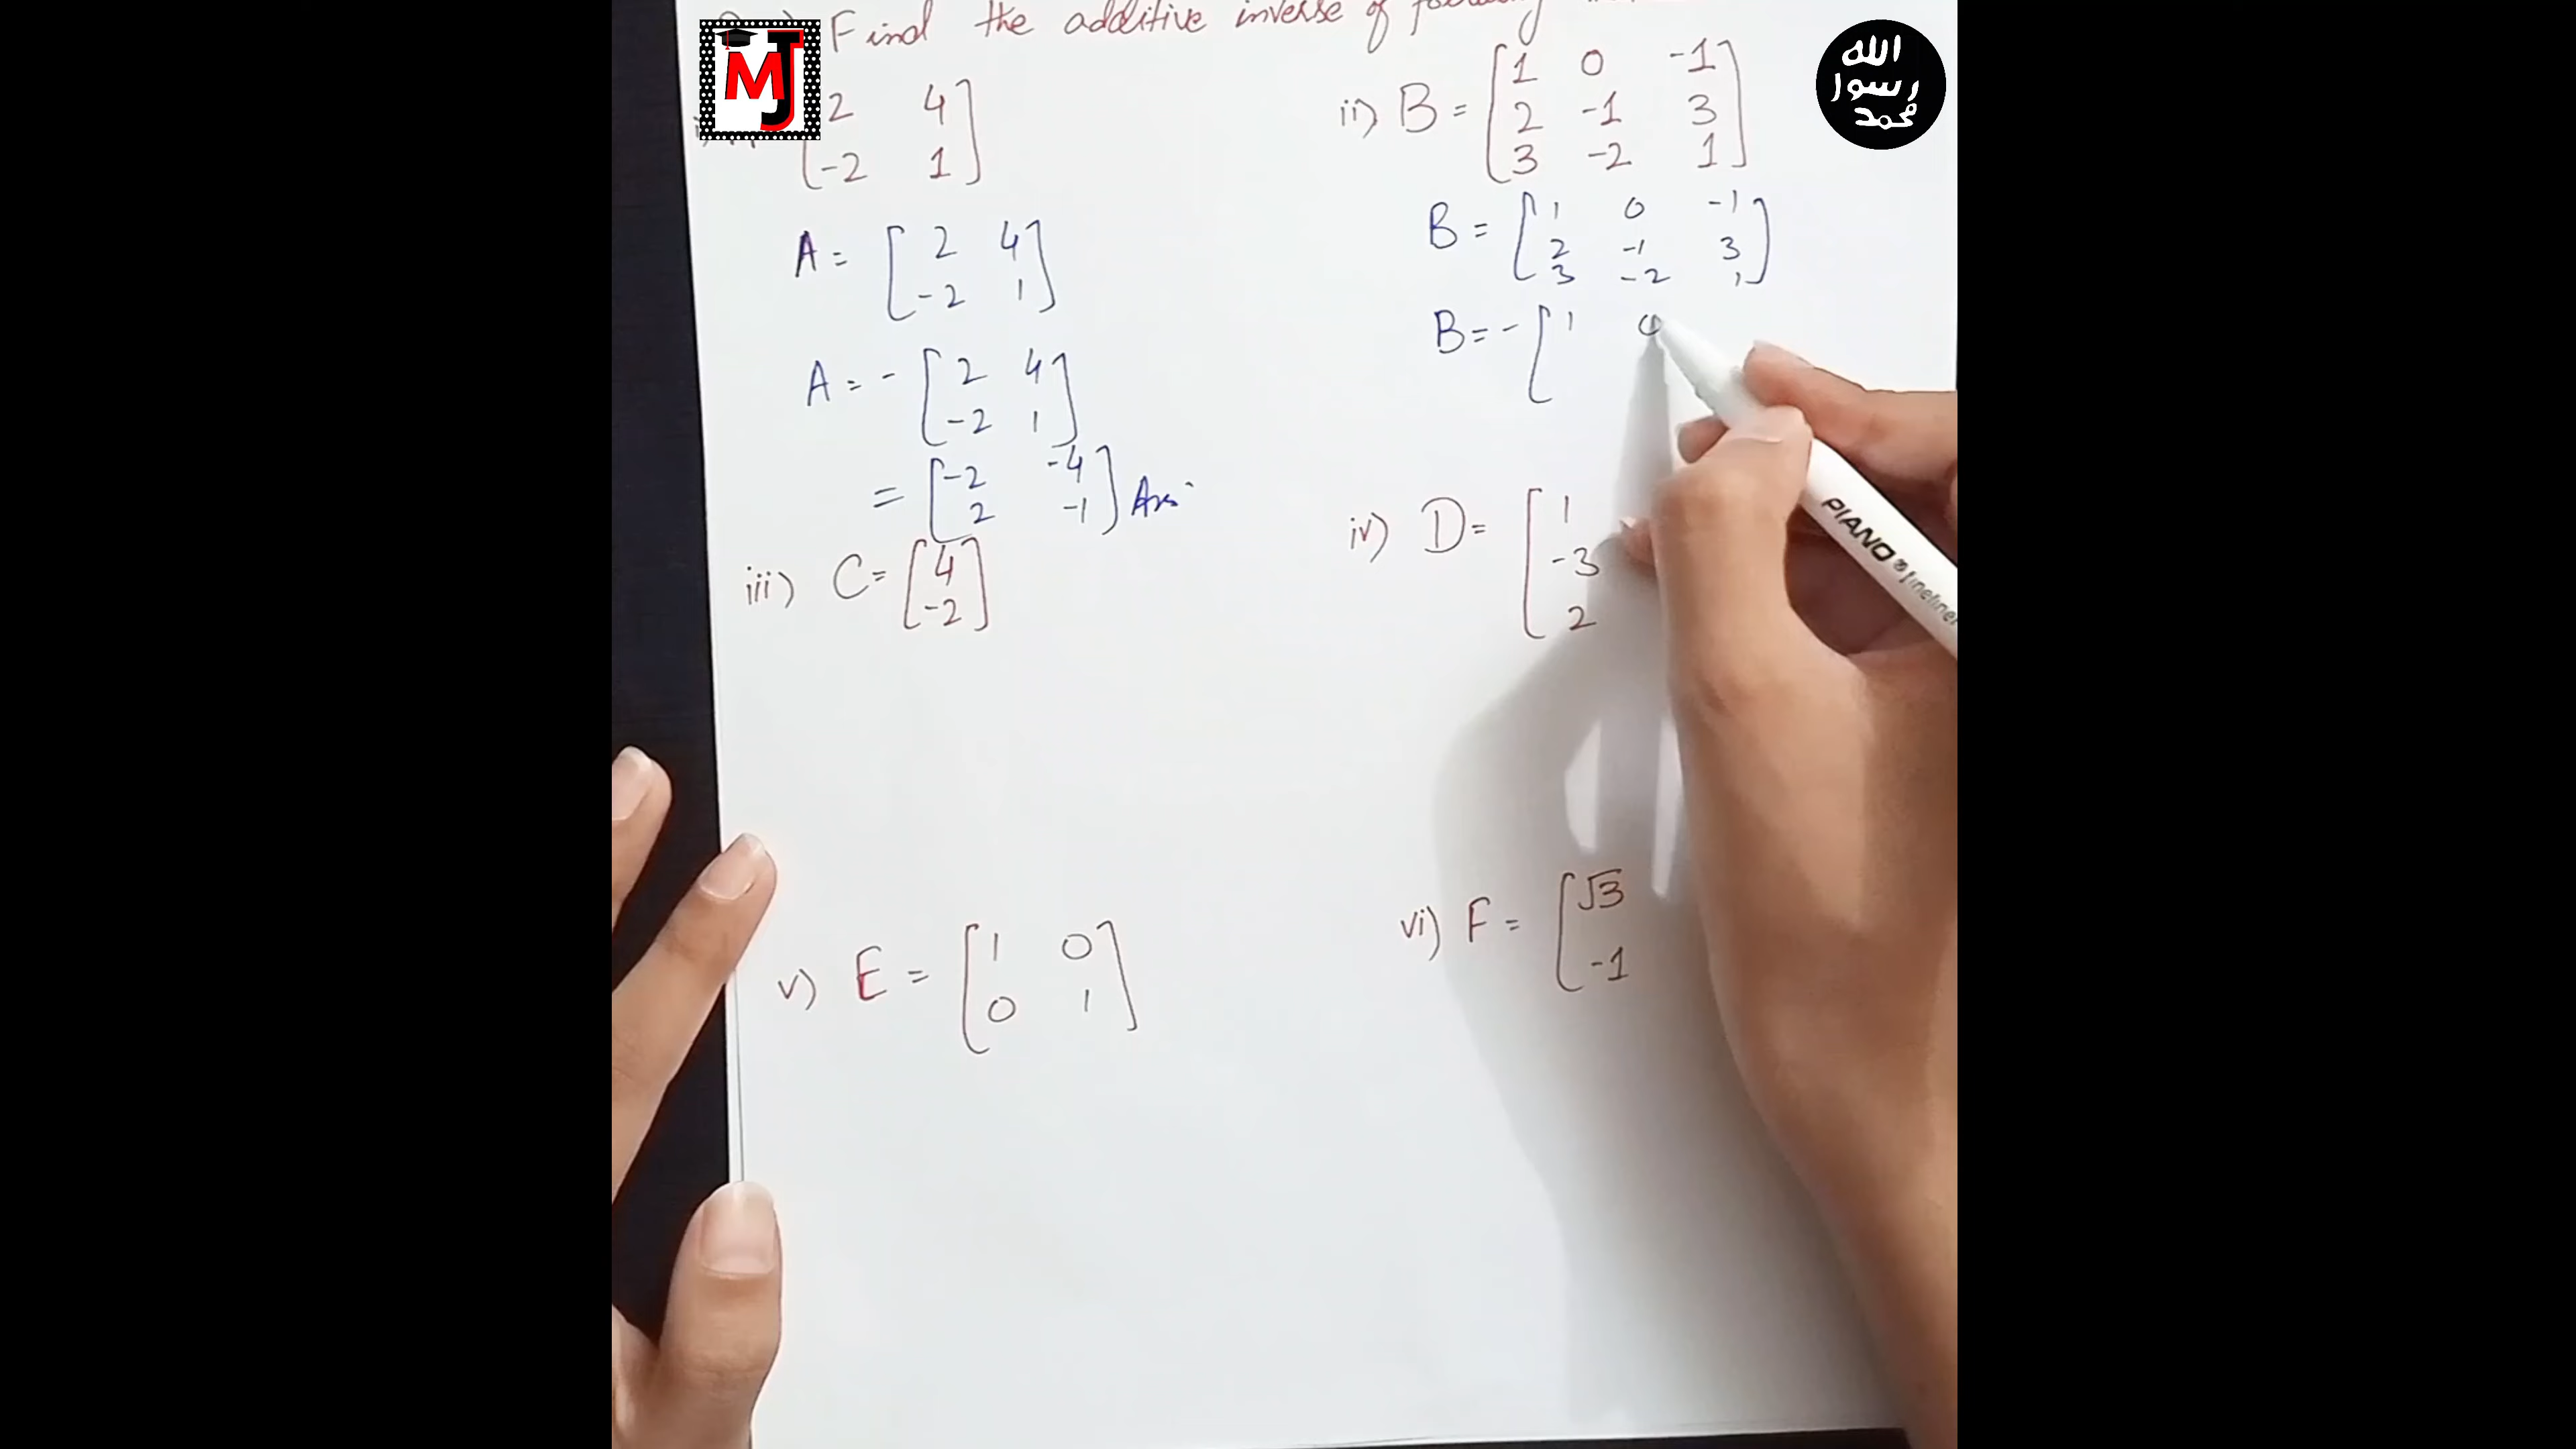 Find the additive inverse of following
MJ
الله
رسول
محمد
2 4
-2 1
ii) B = [1 0 -1
2 -1 3
3 -2 1]
A = [2 4
-2 1]
B = [1 0 -1
2 -1 3
3 -2 1]
A = - [2 4
-2 1]
B = - [1 0
= [-2 -4
2 -1] Ans
iii) C = [4
-2]
iv) D = [1
-3
2
v) E = [1 0
0 1]
vi) F = [√3
-1
PIANO® fineliner